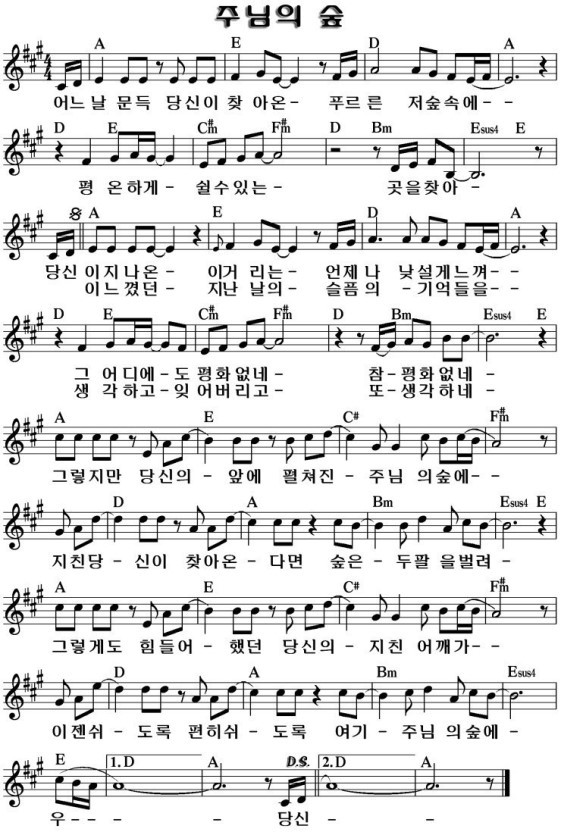 주님의 숲
A E D A
어느날 문득 당신이 찾 아온- 푸르른 저숲속에--
D E C#m F#m D Bm Esus4 E
평 온하게- 쉴수있는- 곳을찾아-
A E D A
당신 이지나온- 이거 리는- 언제나 낯설게느껴--
이느꼈던- 지난 날의- 슬픔의 -기억들을--
D E C#m F#m D Bm Esus4 E
그 어디에-도 평화없네- 참-평화없네-
생 각하고-잊 어버리고- 또-생각하네-
A E C# F#m
그렇지만 당신의- 앞에 펼쳐진-주님 의숲에--
D A Bm Esus4 E
지친당-신이 찾아온-다면 숲은-두팔 을벌려-
A E C# F#m
그렇게도 힘들어-했던 당신의-지친 어깨가--
D A Bm Esus4
이젠쉬-도록 편히쉬-도록 여기-주님 의숲에-
E 1. D A D.S. 2. D A
우--- - - 당신- -